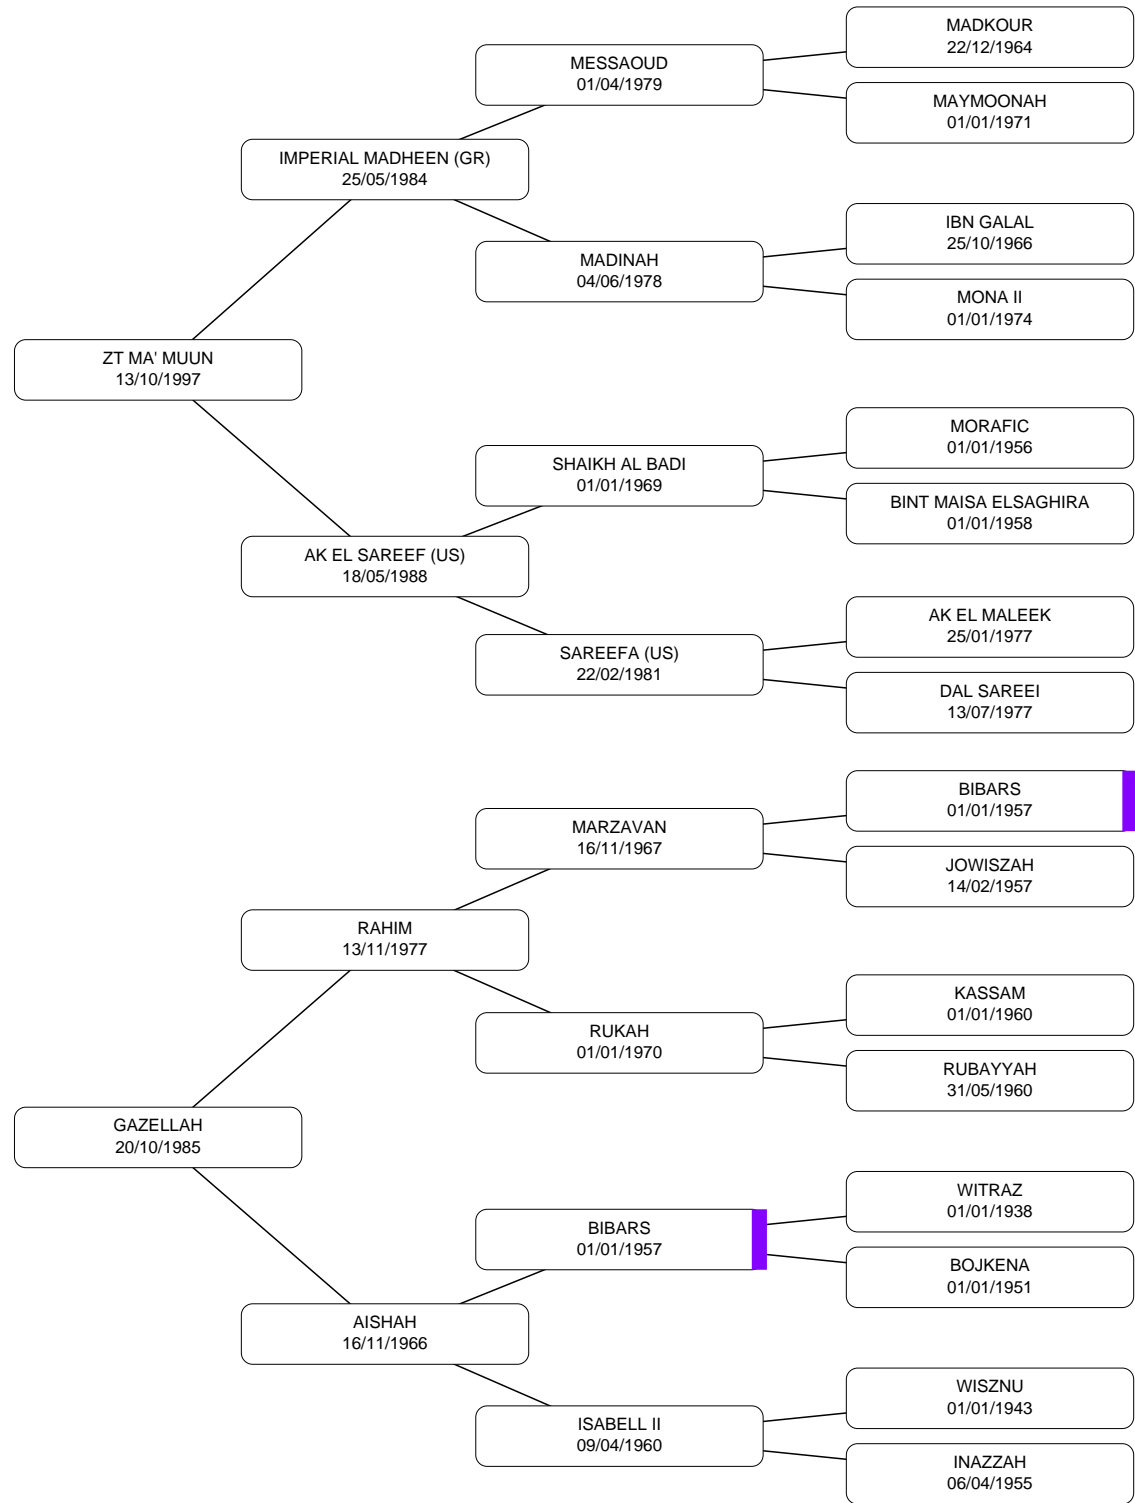 MADKOUR
22/12/1964
MESSAOUD
01/04/1979
MAYMOONAH
01/01/1971
IMPERIAL MADHEEN (GR)
25/05/1984
IBN GALAL
25/10/1966
MADINAH
04/06/1978
MONA II
01/01/1974
ZT MA' MUUN
13/10/1997
MORAFIC
01/01/1956
SHAIKH AL BADI
01/01/1969
BINT MAISA ELSAGHIRA
01/01/1958
AK EL SAREEF (US)
18/05/1988
AK EL MALEEK
25/01/1977
SAREEFA (US)
22/02/1981
DAL SAREEI
13/07/1977
BIBARS
01/01/1957
MARZAVAN
16/11/1967
JOWISZAH
14/02/1957
RAHIM
13/11/1977
KASSAM
01/01/1960
RUKAH
01/01/1970
RUBAYYAH
31/05/1960
GAZELLAH
20/10/1985
WITRAZ
01/01/1938
BIBARS
01/01/1957
BOJKENA
01/01/1951
AISHAH
16/11/1966
WISZNU
01/01/1943
ISABELL II
09/04/1960
INAZZAH
06/04/1955